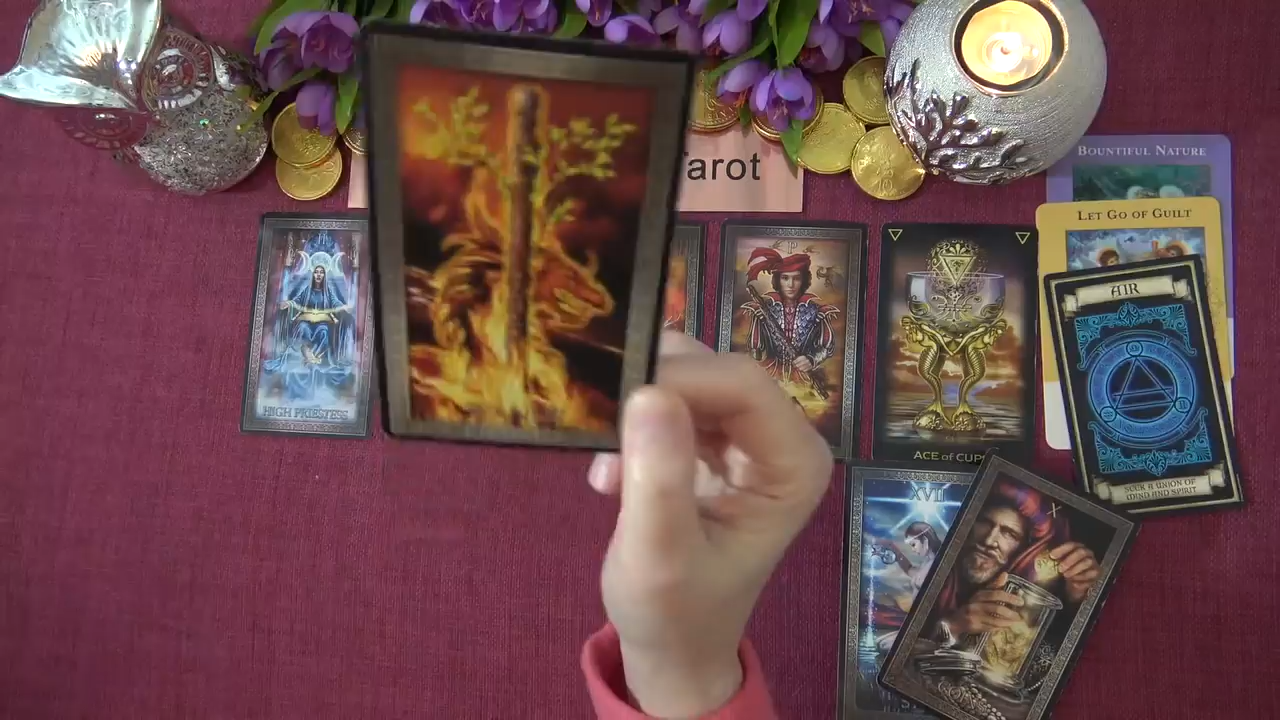 Tarot
BOUNTIFUL NATURE
LET GO OF GUILT
AIR
SEEK A UNION OF
MIND AND SPIRIT
P
HIGH PRIESTESS
ACE of CUPS
XVII
X